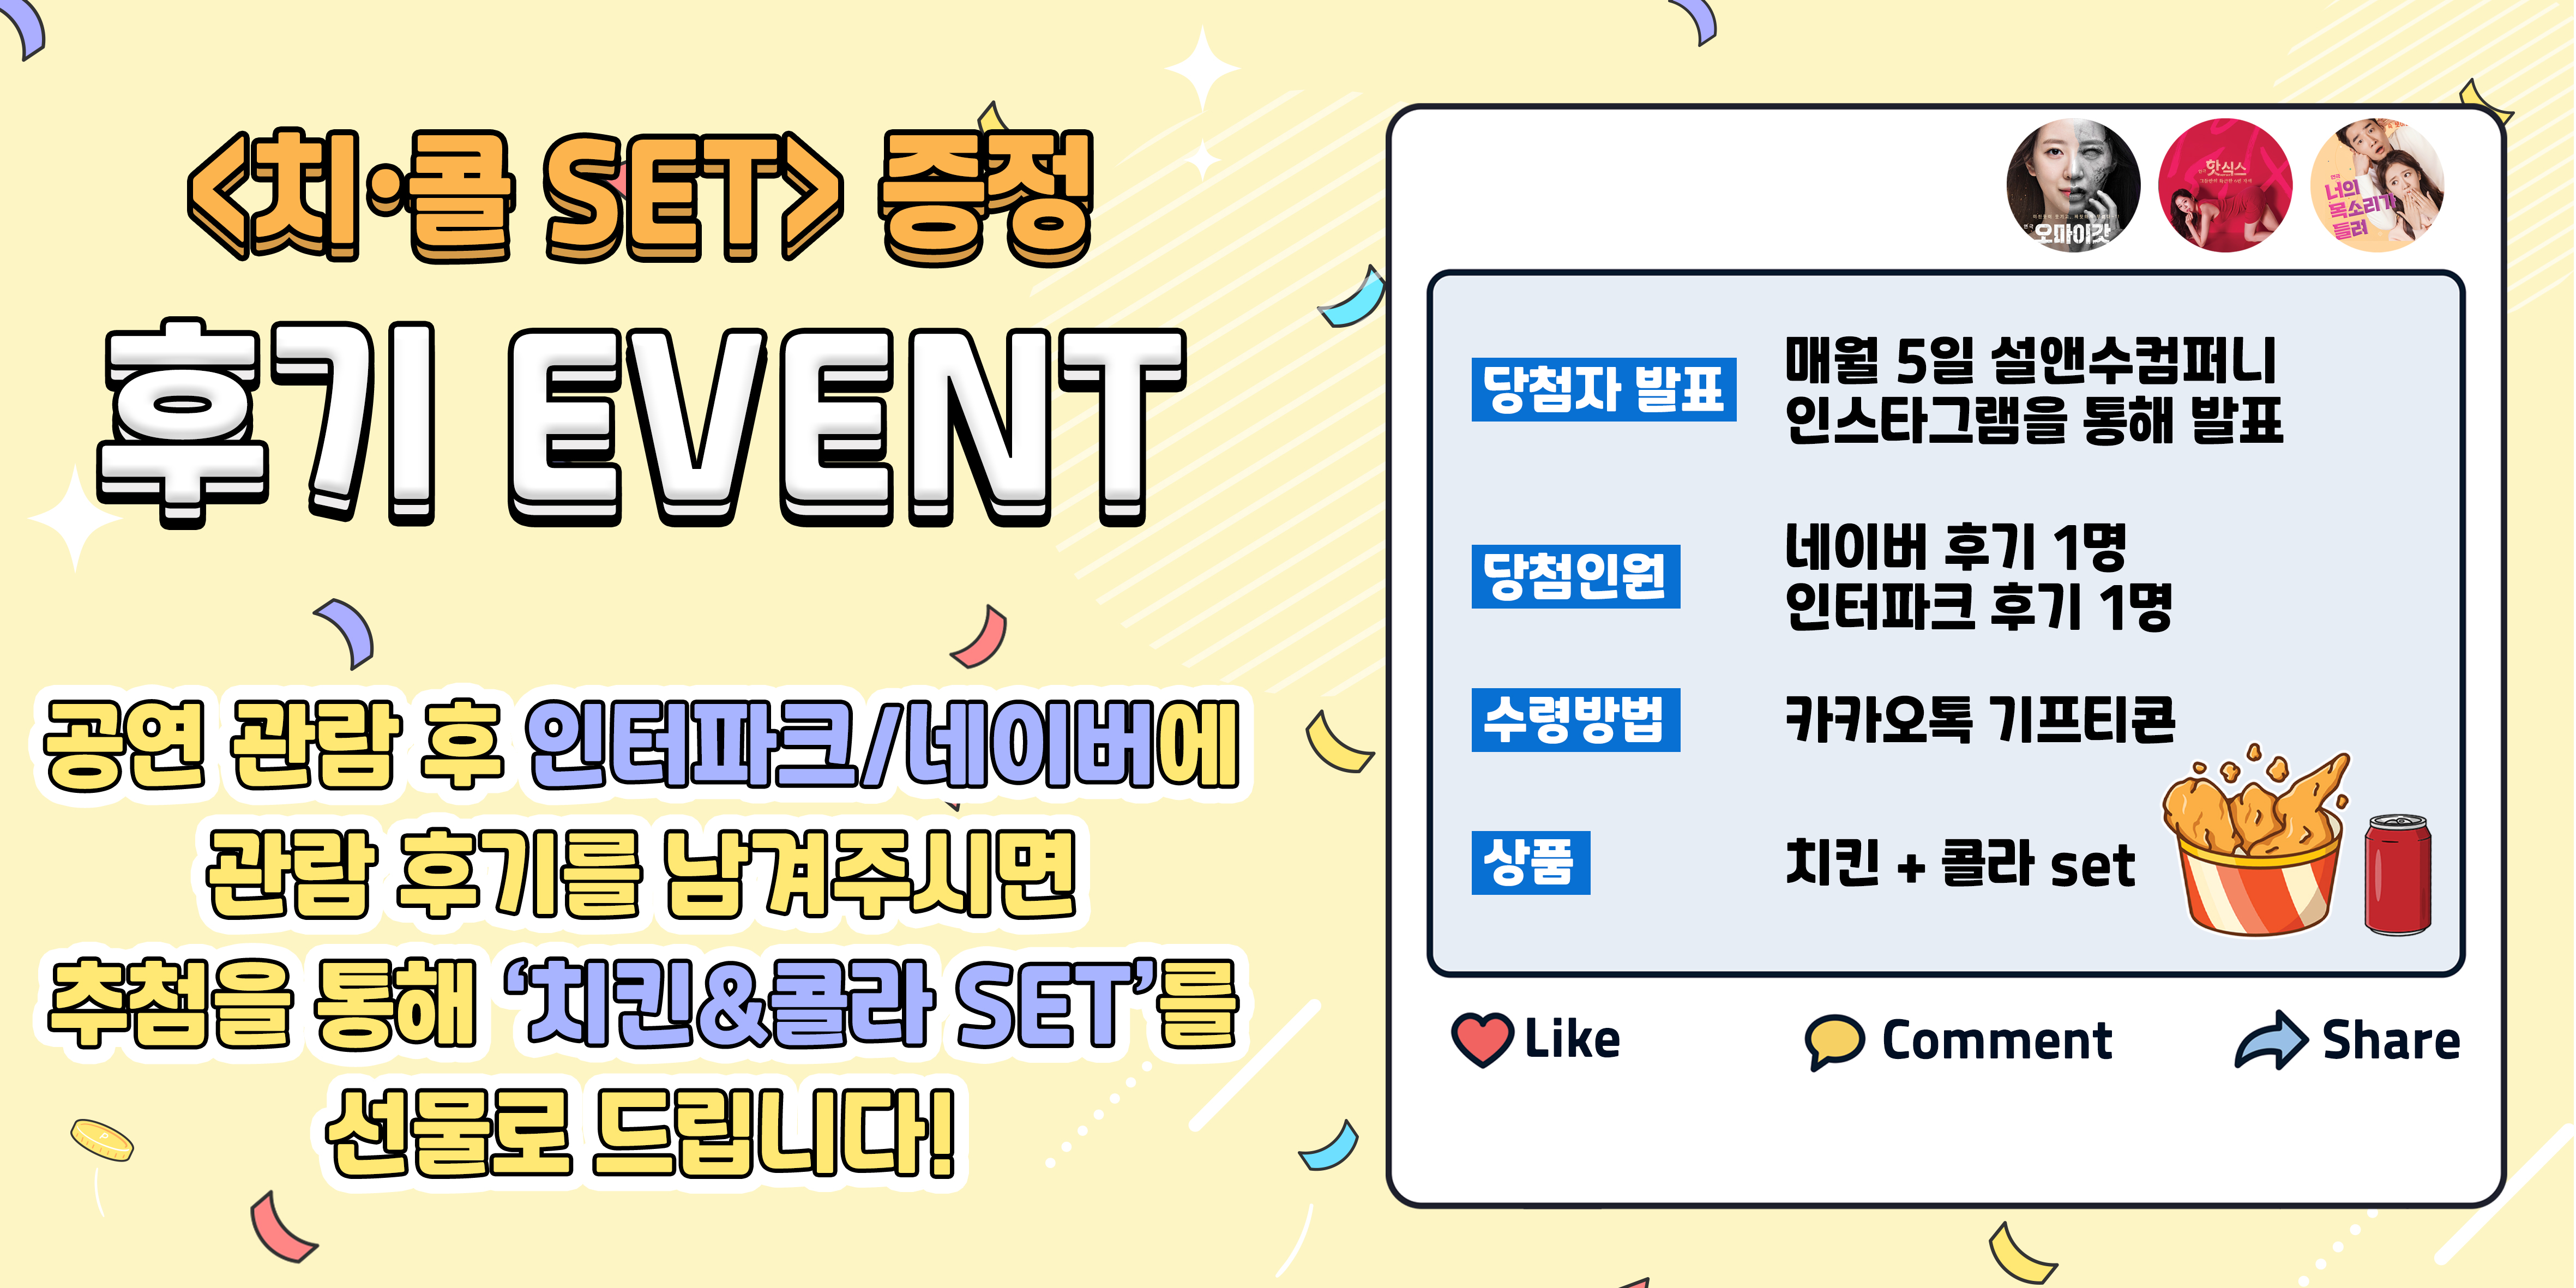 <치·콜 SET> 증정
후기 EVENT
공연 관람 후 인터파크/네이버에
관람 후기를 남겨주시면
추첨을 통해 ‘치킨&콜라 SET’를
선물로 드립니다!
연극
오마이갓
핫식스
연극
너의
목소리가
들려
당첨자 발표
매월 5일 설앤수컴퍼니
인스타그램을 통해 발표
당첨인원
네이버 후기 1명
인터파크 후기 1명
수령방법
카카오톡 기프티콘
상품
치킨 + 콜라 set
Like
Comment
Share